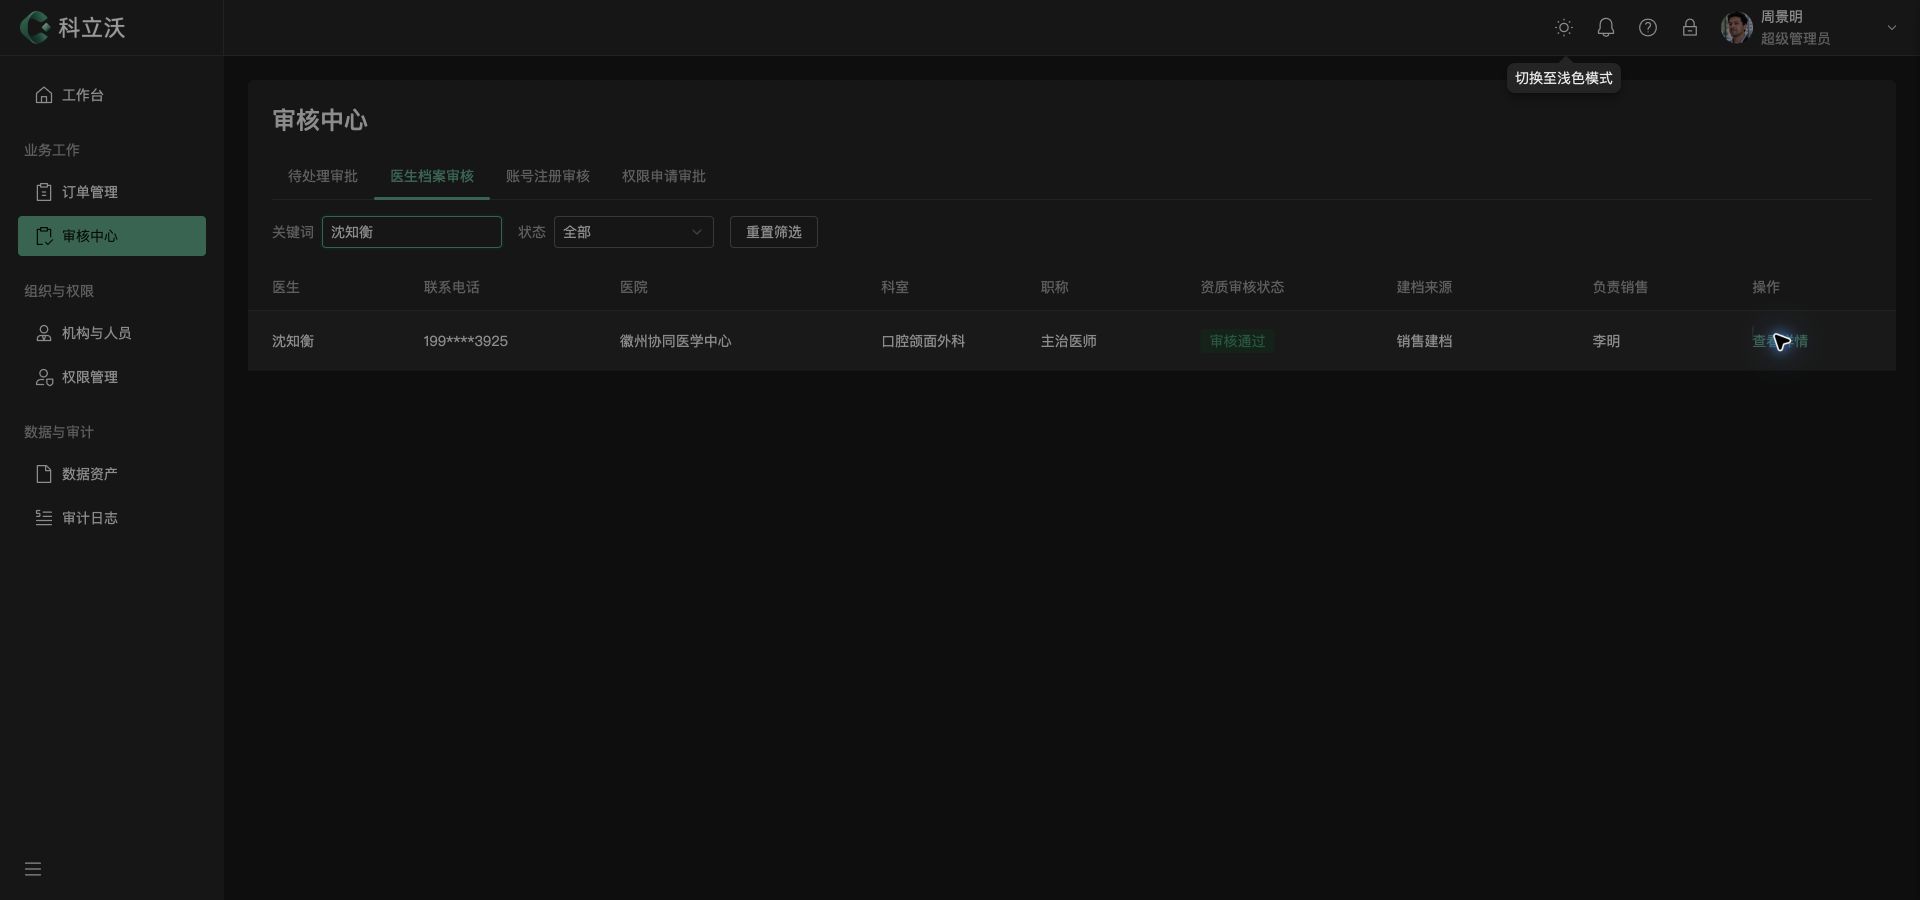 科立沃
周景明
超级管理员
切换至浅色模式
工作台
业务工作
订单管理
审核中心
组织与权限
机构与人员
权限管理
数据与审计
数据资产
审计日志
审核中心
待处理审批 医生档案审核 账号注册审核 权限申请审批
关键词 沈知衡 状态 全部 重置筛选
医生 联系电话 医院 科室 职称 资质审核状态 建档来源 负责销售 操作
沈知衡 199****3925 徽州协同医学中心 口腔颌面外科 主治医师 审核通过 销售建档 李明 查看详情